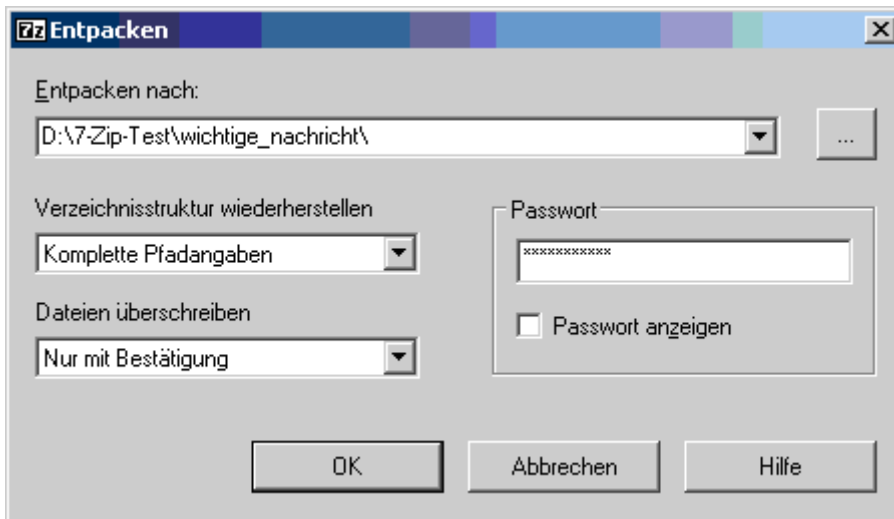 7z Entpacken
Entpacken nach:
D:\7-Zip-Test\wichtige_nachricht\
...
Verzeichnisstruktur wiederherstellen
Komplette Pfadangaben
Passwort
***********
Dateien überschreiben
Passwort anzeigen
Nur mit Bestätigung
OK
Abbrechen
Hilfe